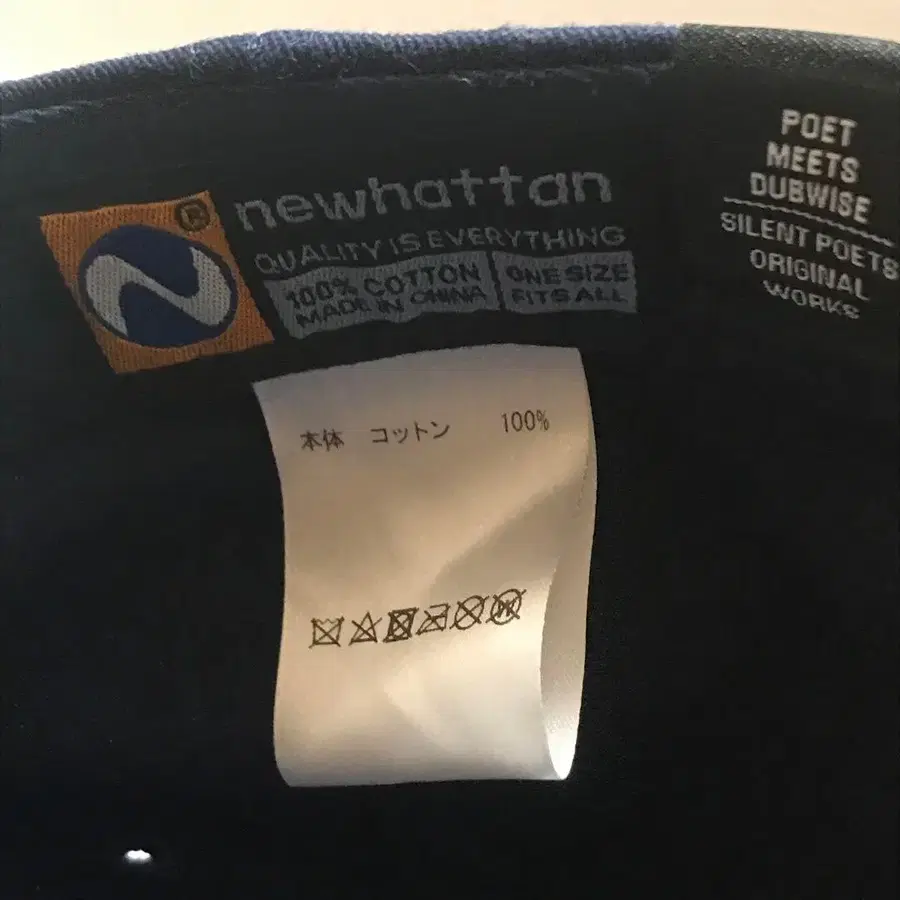 newhattan
®
QUALITY IS EVERYTHING
100% COTTON
MADE IN CHINA
ONE SIZE
FITS ALL
POET
MEETS
DUBWISE
SILENT POETS
ORIGINAL
WORKS
本体 コットン 100%
W